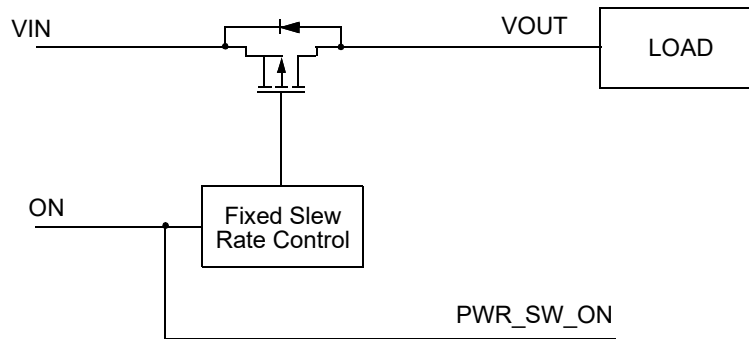 VIN
VOUT
LOAD
ON
Fixed Slew
Rate Control
PWR_SW_ON